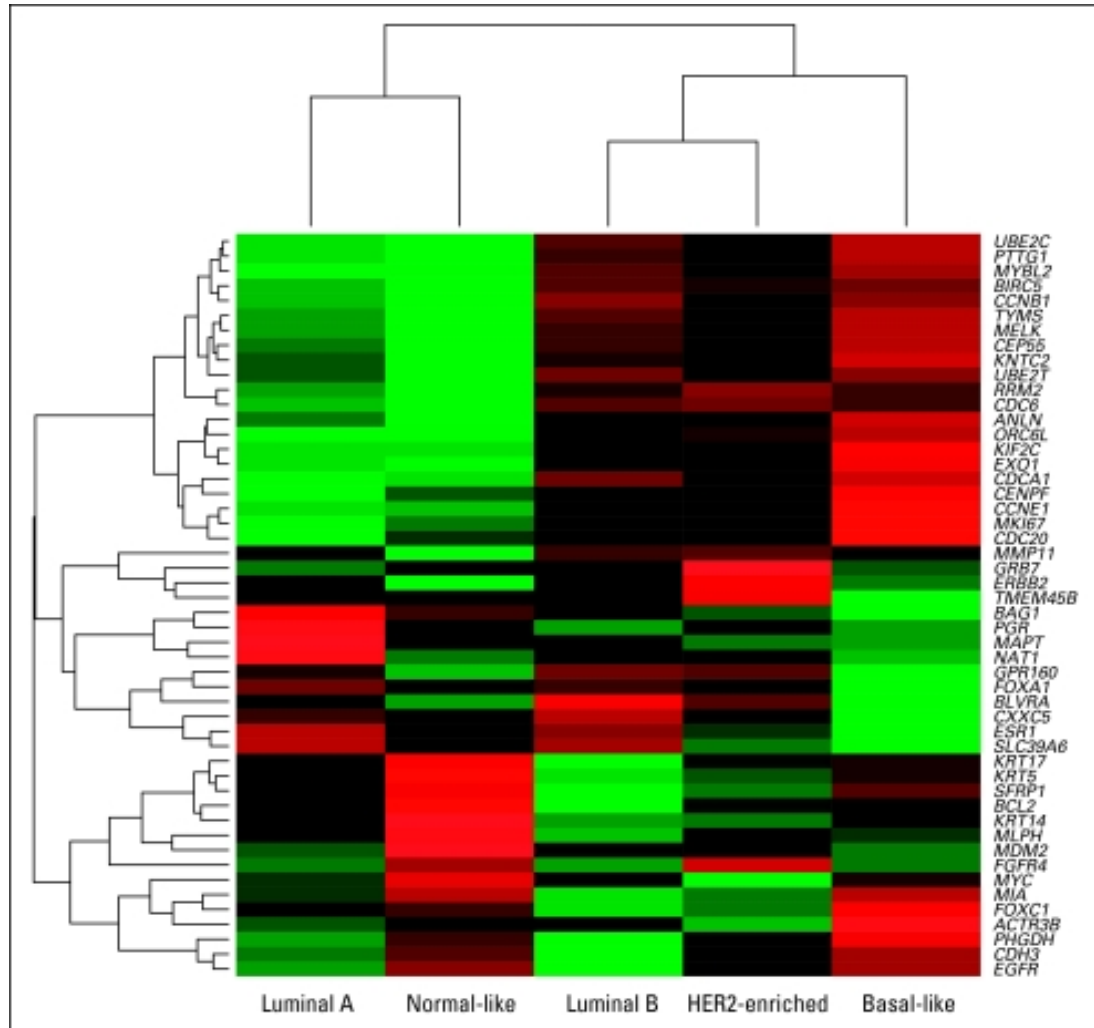 UBE2C
PTTG1
MYBL2
BIRC5
CCNB1
TYMS
MELK
CEP55
KNTC2
UBE2T
RRM2
CDC6
ANLN
ORC6L
KIF2C
EXO1
CDCA1
CENPF
CCNE1
MKI67
CDC20
MMP11
GRB7
ERBB2
TMEM45B
BAG1
PGR
MAPT
NAT1
GPR160
FOXA1
BLVRA
CXXC5
ESR1
SLC39A6
KRT17
KRT5
SFRP1
BCL2
KRT14
MLPH
MDM2
FGFR4
MYC
MIA
FOXC1
ACTR3B
PHGDH
CDH3
EGFR
Luminal A Normal-like Luminal B HER2-enriched Basal-like